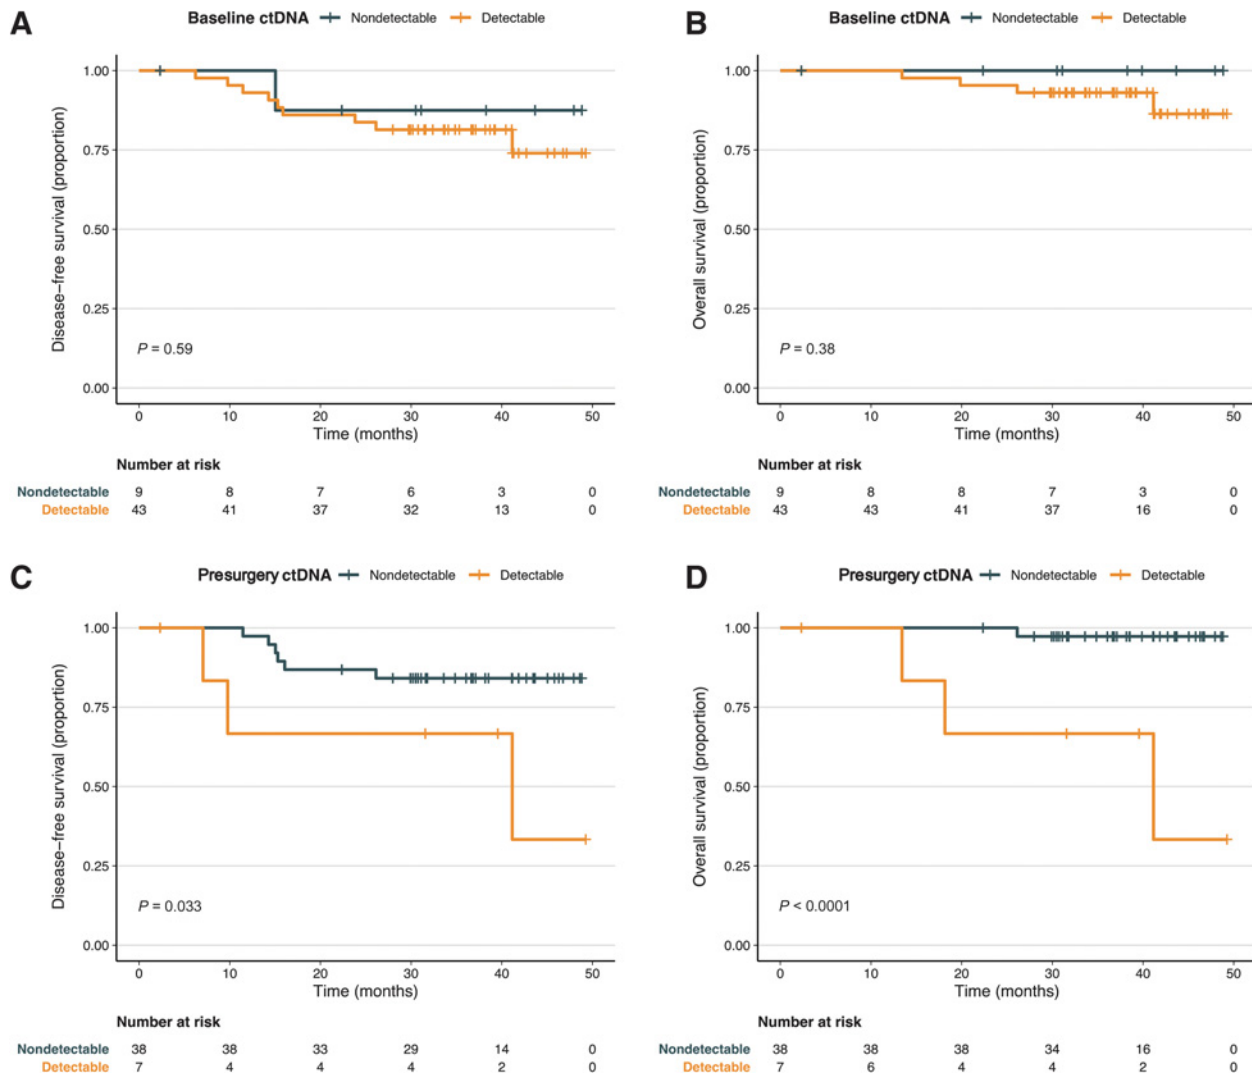 A
Baseline ctDNA Nondetectable Detectable
Disease-free survival (proportion)
1.00
0.75
0.50
0.25
0.00
P = 0.59
0 10 20 30 40 50
Time (months)
Number at risk
Nondetectable 9 8 7 6 3 0
Detectable 43 41 37 32 13 0
B
Baseline ctDNA Nondetectable Detectable
Overall survival (proportion)
1.00
0.75
0.50
0.25
0.00
P = 0.38
0 10 20 30 40 50
Time (months)
Number at risk
Nondetectable 9 8 8 7 3 0
Detectable 43 43 41 37 16 0
C
Presurgery ctDNA Nondetectable Detectable
Disease-free survival (proportion)
1.00
0.75
0.50
0.25
0.00
P = 0.033
0 10 20 30 40 50
Time (months)
Number at risk
Nondetectable 38 38 33 29 14 0
Detectable 7 4 4 4 2 0
D
Presurgery ctDNA Nondetectable Detectable
Overall survival (proportion)
1.00
0.75
0.50
0.25
0.00
P < 0.0001
0 10 20 30 40 50
Time (months)
Number at risk
Nondetectable 38 38 38 34 16 0
Detectable 7 6 4 4 2 0